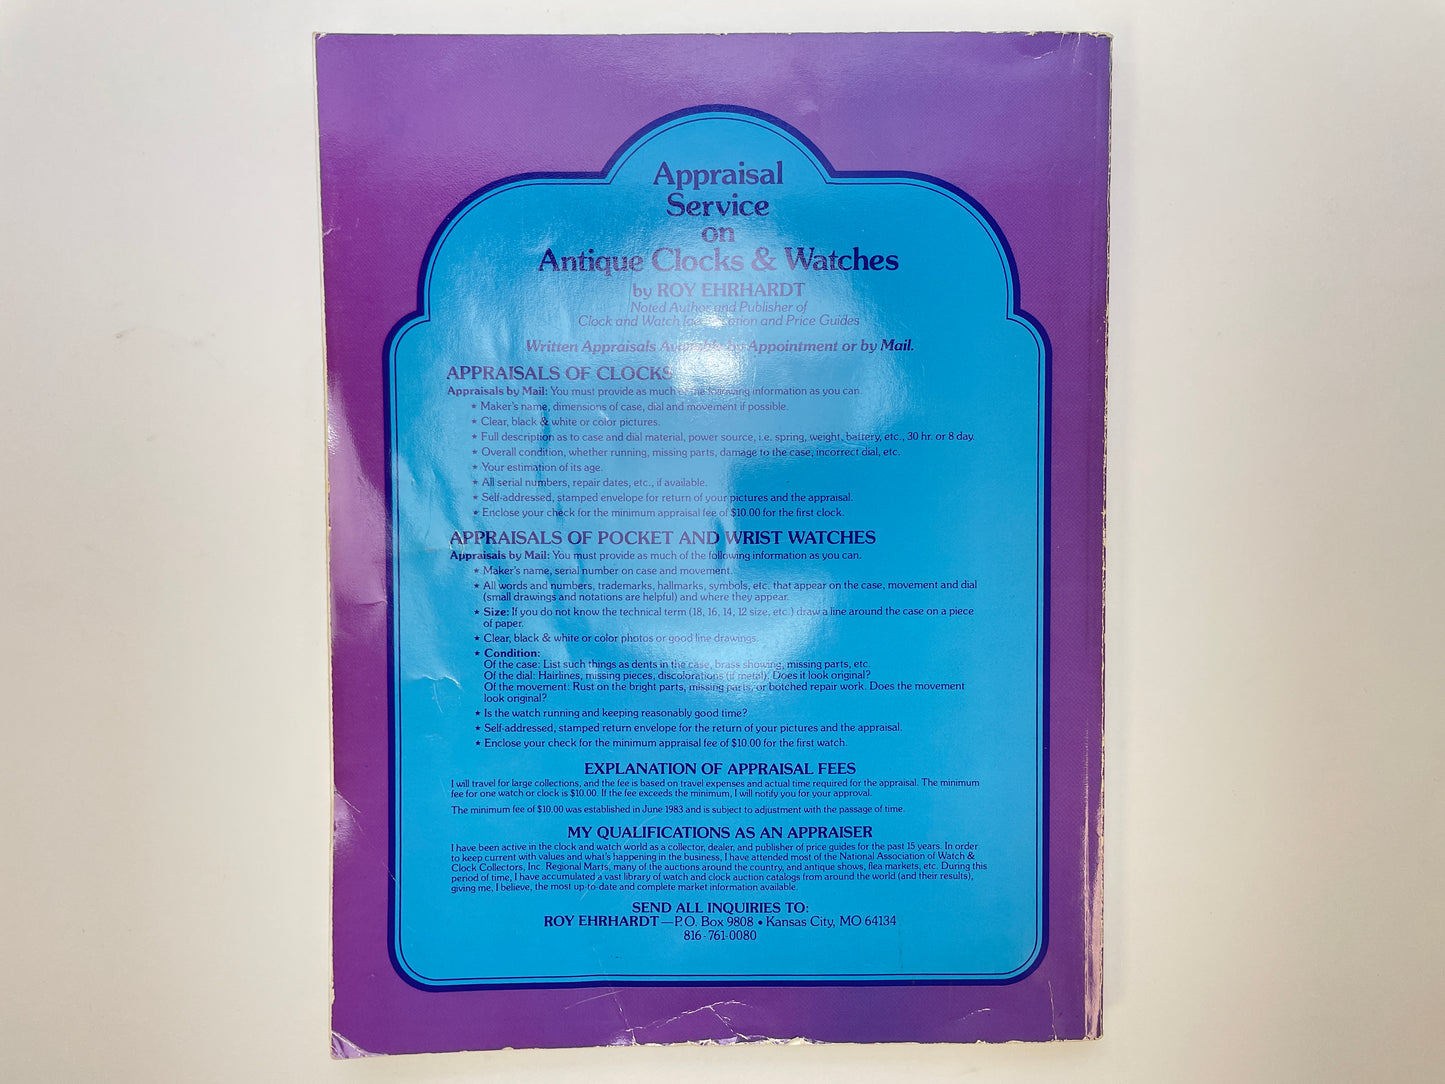 Appraisal
Service
on
Antique Clocks & Watches
by ROY EHRHARDT
Noted Author and Publisher of
Clock and Watch Identification and Price Guides
Written Appraisals Available by Appointment or by Mail.
APPRAISALS OF CLOCKS
Appraisals by Mail: You must provide as much of the following information as you can.
★ Maker's name, dimensions of case, dial and movement if possible.
★ Clear, black & white or color pictures.
★ Full description as to case and dial material, power source, i.e. spring, weight, battery, etc., 30 hr. or 8 day.
★ Overall condition, whether running, missing parts, damage to the case, incorrect dial, etc.
★ Your estimation of its age.
★ All serial numbers, repair dates, etc., if available.
★ Self-addressed, stamped envelope for return of your pictures and the appraisal.
★ Enclose your check for the minimum appraisal fee of $10.00 for the first clock.
APPRAISALS OF POCKET AND WRIST WATCHES
Appraisals by Mail: You must provide as much of the following information as you can.
★ Maker's name, serial number on case and movement.
★ All words and numbers, trademarks, hallmarks, symbols, etc. that appear on the case, movement and dial
(small drawings and notations are helpful) and where they appear.
★ Size: If you do not know the technical term (18, 16, 14, 12 size, etc.) draw a line around the case on a piece
of paper.
★ Clear, black & white or color photos or good line drawings.
★ Condition:
Of the case: List such things as dents in the case, brass showing, missing parts, etc.
Of the dial: Hairlines, missing pieces, discolorations (if metal). Does it look original?
Of the movement: Rust on the bright parts, missing parts, or botched repair work. Does the movement
look original?
★ Is the watch running and keeping reasonably good time?
★ Self-addressed, stamped return envelope for the return of your pictures and the appraisal.
★ Enclose your check for the minimum appraisal fee of $10.00 for the first watch.
EXPLANATION OF APPRAISAL FEES
I will travel for large collections, and the fee is based on travel expenses and actual time required for the appraisal. The minimum
fee for one watch or clock is $10.00. If the fee exceeds the minimum, I will notify you for your approval.
The minimum fee of $10.00 was established in June 1983 and is subject to adjustment with the passage of time.
MY QUALIFICATIONS AS AN APPRAISER
I have been active in the clock and watch world as a collector, dealer, and publisher of price guides for the past 15 years. In order
to keep current with values and what's happening in the business, I have attended most of the National Association of Watch &
Clock Collectors, Inc. Regional Marts, many of the auctions around the country, and antique shows, flea markets, etc. During this
period of time, I have accumulated a vast library of watch and clock auction catalogs from around the world (and their results),
giving me, I believe, the most up-to-date and complete market information available.
SEND ALL INQUIRIES TO:
ROY EHRHARDT—P.O. Box 9808 • Kansas City, MO 64134
816-761-0080